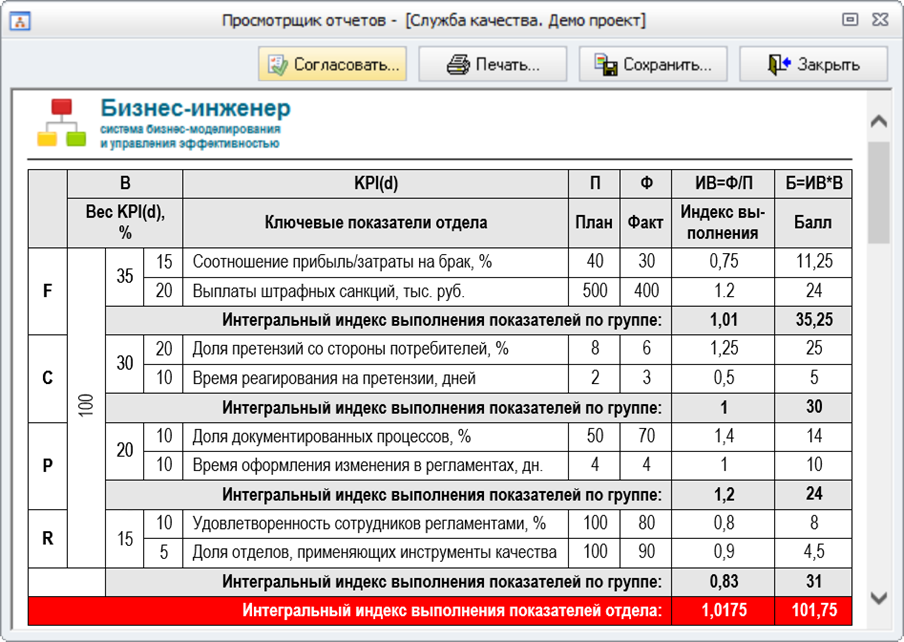 Просмотрщик отчетов - [Служба качества. Демо проект]
Согласовать... Печать... Сохранить... Закрыть
Бизнес-инженер
система бизнес-моделирования
и управления эффективностью
В KPI(d) П Ф ИВ=Ф/П Б=ИВ*В
Вес KPI(d), % Ключевые показатели отдела План Факт Индекс вы-полнения Балл
F 100 35 15 Соотношение прибыль/затраты на брак, % 40 30 0,75 11,25
20 Выплаты штрафных санкций, тыс. руб. 500 400 1.2 24
Интегральный индекс выполнения показателей по группе: 1,01 35,25
C 30 20 Доля претензий со стороны потребителей, % 8 6 1,25 25
10 Время реагирования на претензии, дней 2 3 0,5 5
Интегральный индекс выполнения показателей по группе: 1 30
P 20 10 Доля документированных процессов, % 50 70 1,4 14
10 Время оформления изменения в регламентах, дн. 4 4 1 10
Интегральный индекс выполнения показателей по группе: 1,2 24
R 15 10 Удовлетворенность сотрудников регламентами, % 100 80 0,8 8
5 Доля отделов, применяющих инструменты качества 100 90 0,9 4,5
Интегральный индекс выполнения показателей по группе: 0,83 31
Интегральный индекс выполнения показателей отдела: 1,0175 101,75